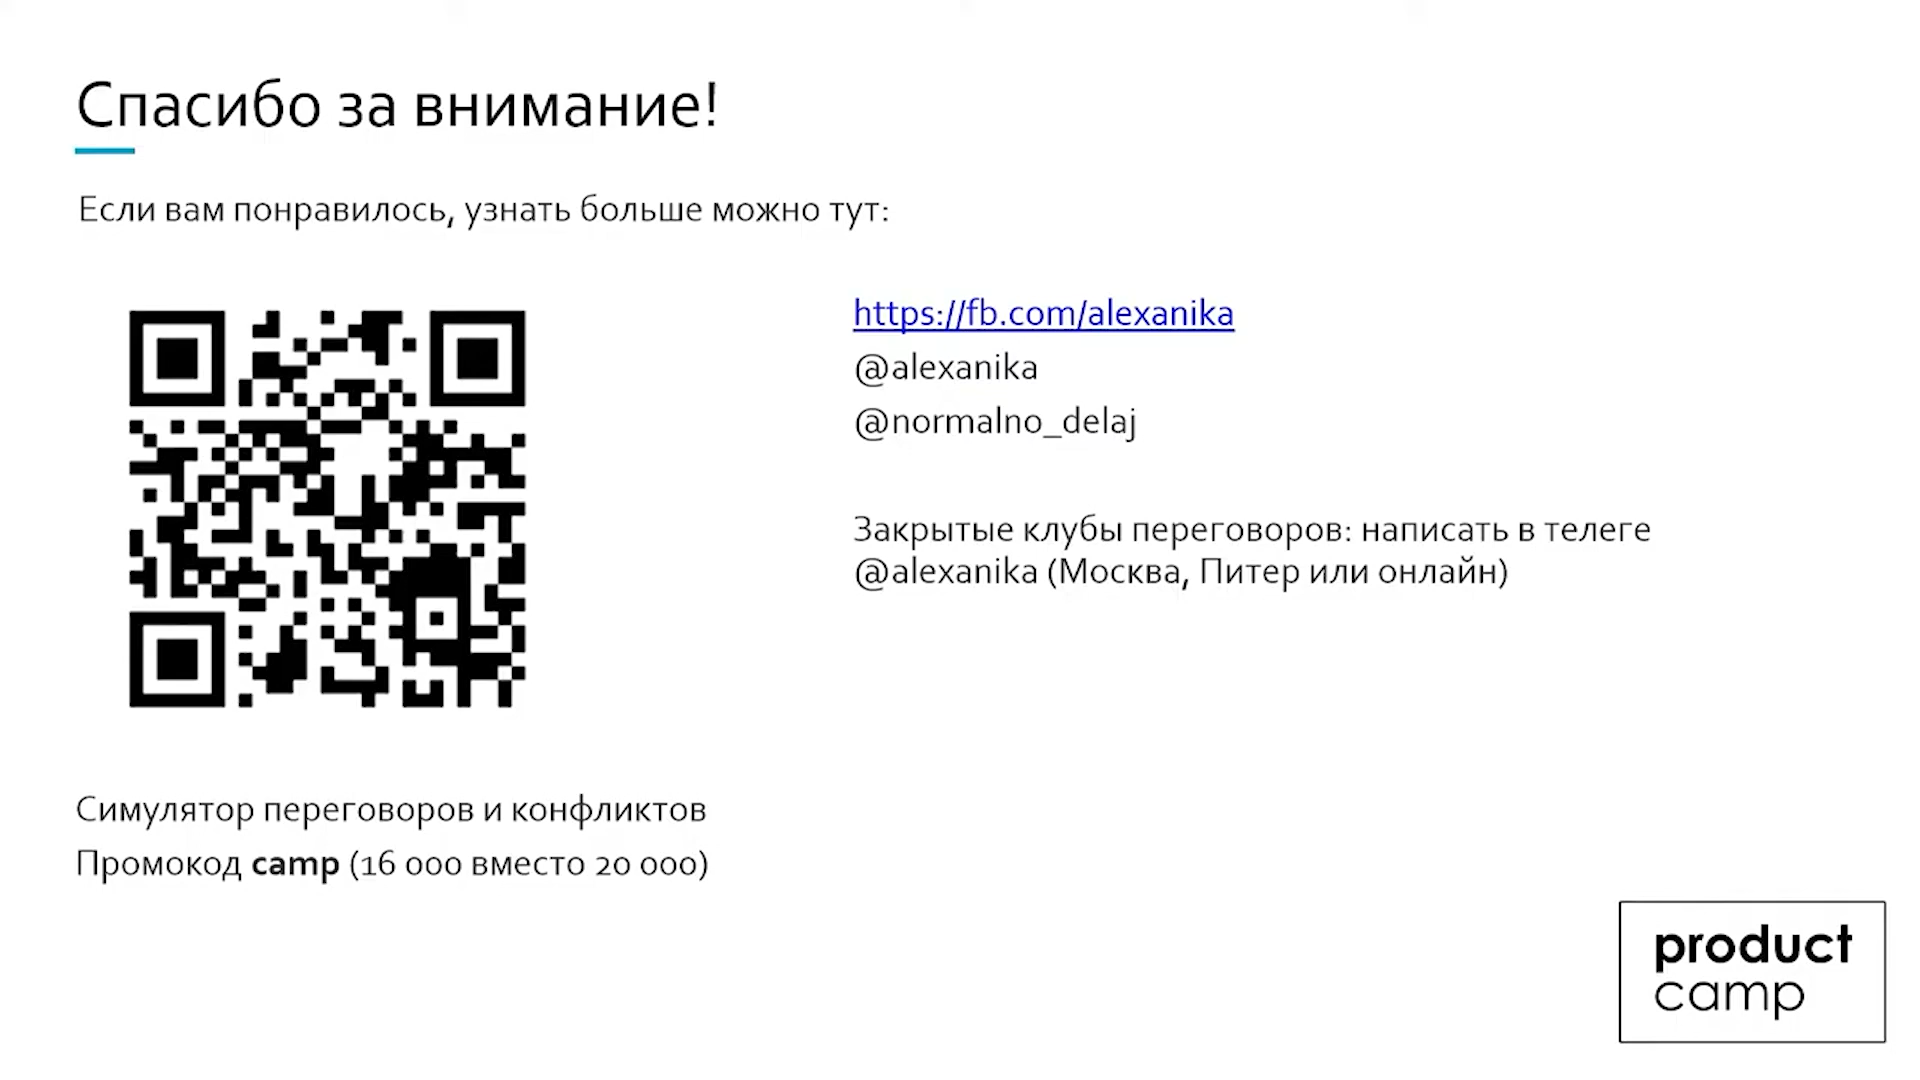 Спасибо за внимание!
Если вам понравилось, узнать больше можно тут:
https://fb.com/alexanika
@alexanika
@normalno_delaj
Закрытые клубы переговоров: написать в телеге
@alexanika (Москва, Питер или онлайн)
Симулятор переговоров и конфликтов
Промокод camp (16 000 вместо 20 000)
product
camp